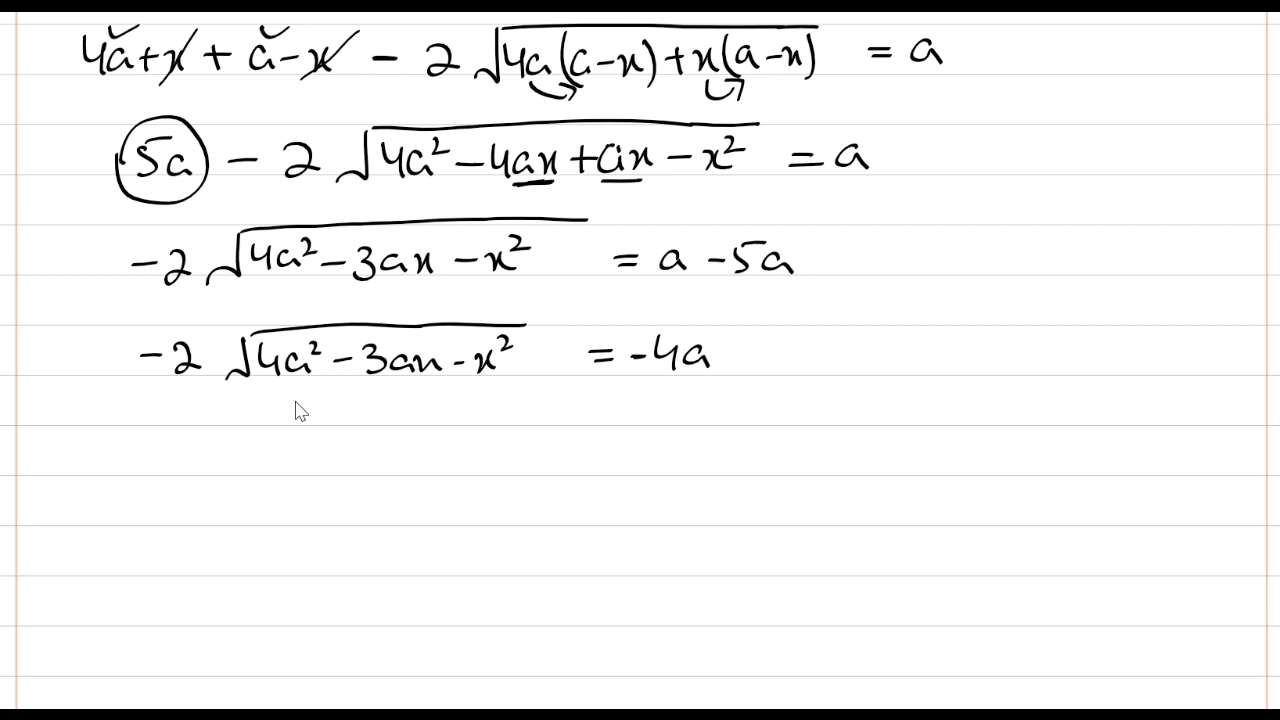 4a+x + a-x - 2 √4a(a-x)+x(a-x) = a
5a - 2 √4a²-4ax+ax-x² = a
-2 √4a²-3ax-x² = a-5a
-2 √4a²-3ax-x² = -4a